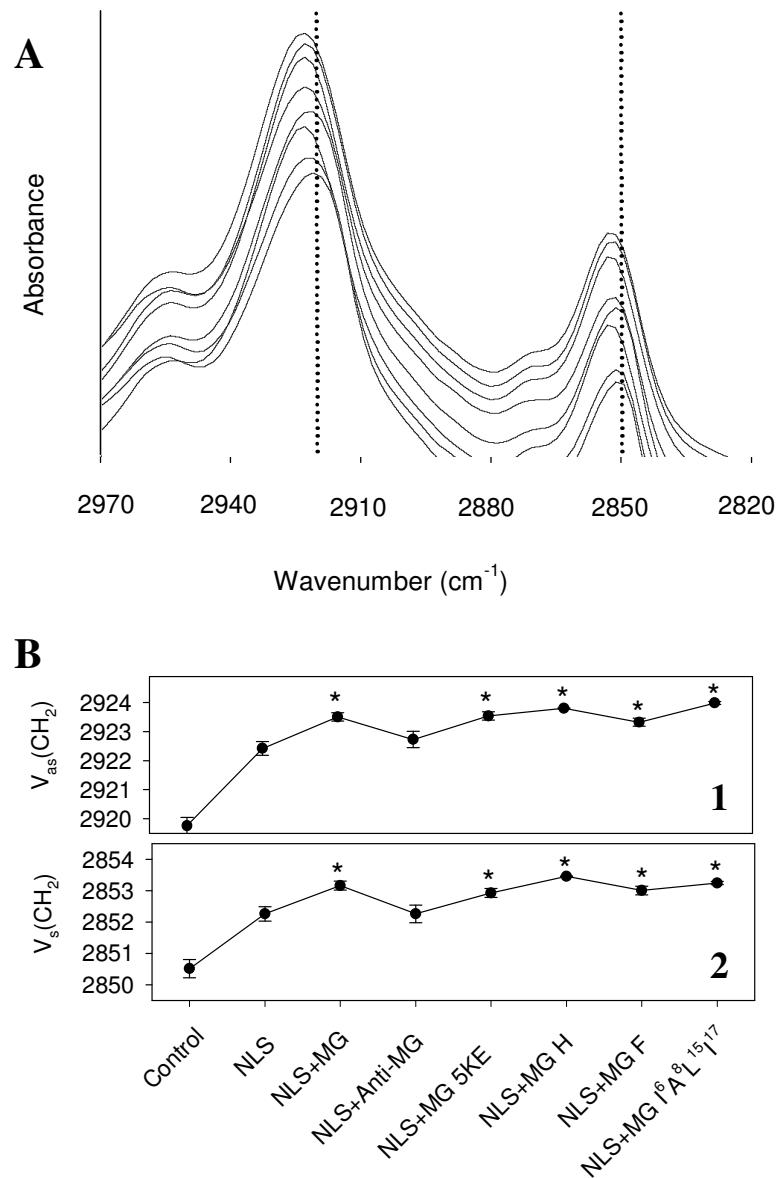 A
Absorbance
2970 2940 2910 2880 2850 2820
Wavenumber (cm⁻¹)
B
Vas(CH₂)
2924
2923
2922
2921
2920
* * * * *
1
Vs(CH₂)
2854
2853
2852
2851
2850
* * * * *
2
Control
NLS
NLS+MG
NLS+Anti-MG
NLS+MG 5KE
NLS+MG H
NLS+MG F
NLS+MG I⁶A⁸L¹⁵I¹⁷